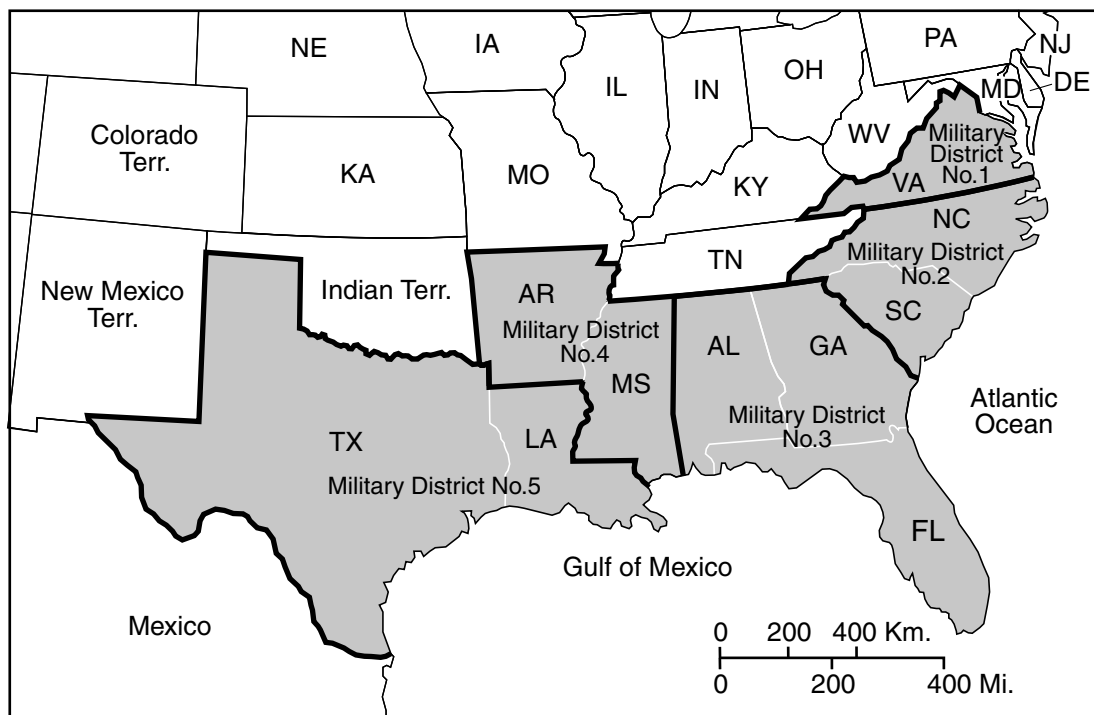 NE
IA
IL
IN
OH
PA
NJ
MD
DE
Colorado
Terr.
KA
MO
KY
WV
VA
Military
District
No.1
New Mexico
Terr.
Indian Terr.
TN
NC
Military District
No.2
SC
AR
Military District
No.4
MS
AL
GA
Military District
No.3
TX
LA
Military District No.5
FL
Atlantic
Ocean
Gulf of Mexico
Mexico
0 200 400 Km.
0 200 400 Mi.